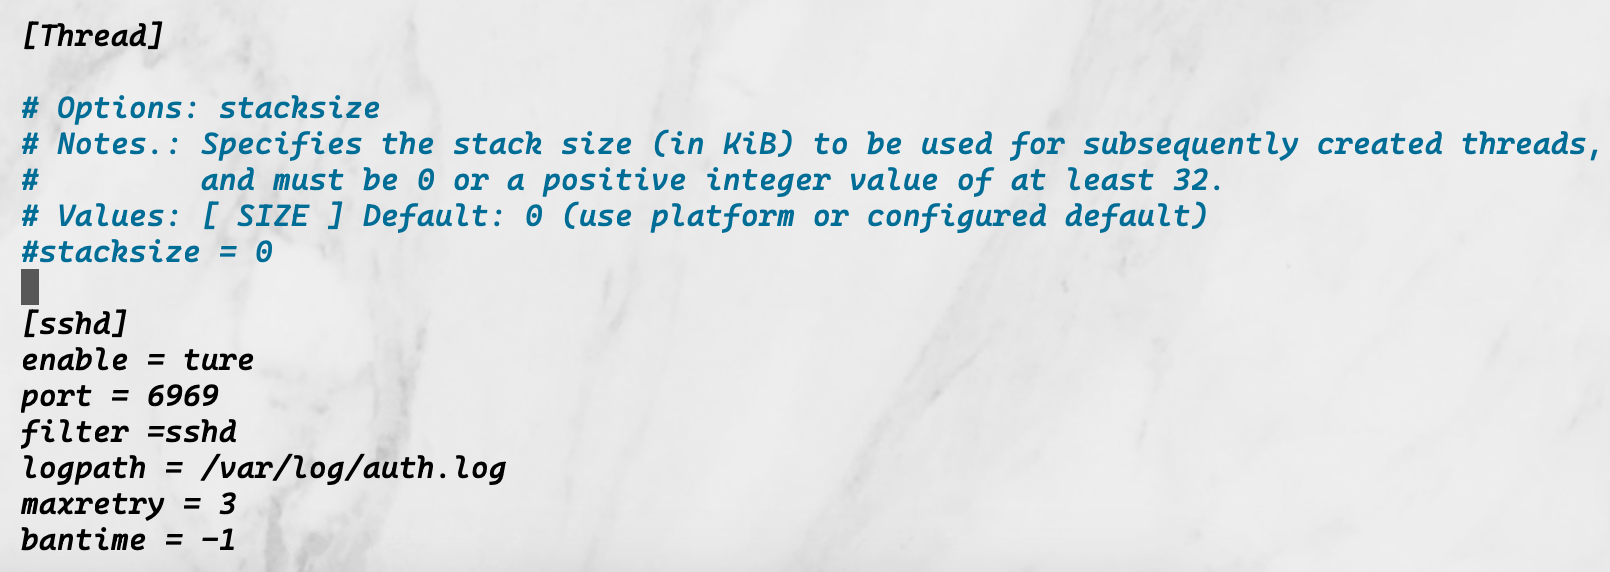 [Thread]
# Options: stacksize
# Notes.: Specifies the stack size (in KiB) to be used for subsequently created threads,
#         and must be 0 or a positive integer value of at least 32.
# Values: [ SIZE ] Default: 0 (use platform or configured default)
#stacksize = 0
[sshd]
enable = ture
port = 6969
filter =sshd
logpath = /var/log/auth.log
maxretry = 3
bantime = -1